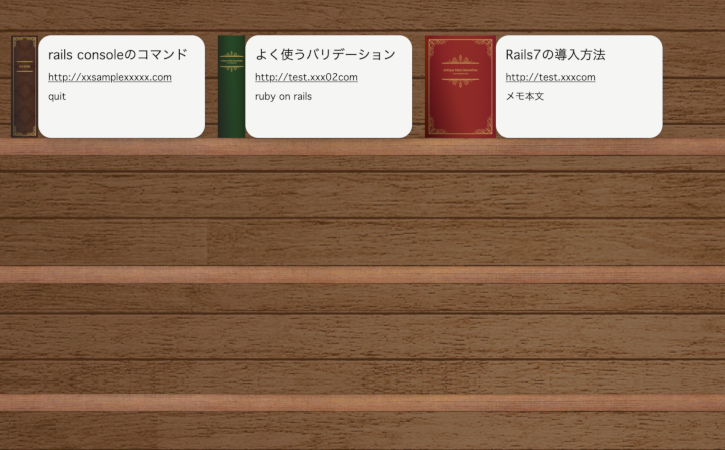 rails consoleのコマンド
http://xxsamplexxxxx.com
quit
よく使うバリデーション
http://test.xxx02com
ruby on rails
Rails7の導入方法
http://test.xxxcom
メモ本文